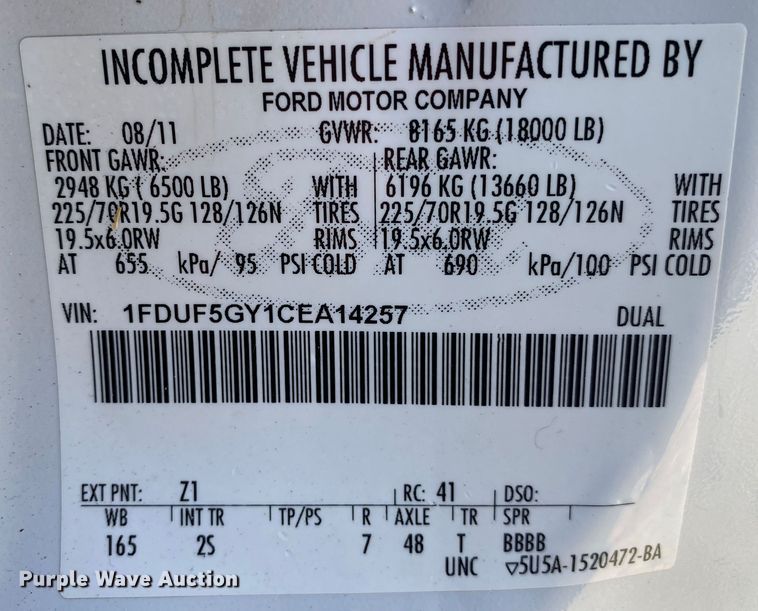 INCOMPLETE VEHICLE MANUFACTURED BY
FORD MOTOR COMPANY
DATE: 08/11 GVWR: 8165 KG (18000 LB)
FRONT GAWR: REAR GAWR:
2948 KG ( 6500 LB) WITH 6196 KG (13660 LB) WITH
225/70R19.5G 128/126N TIRES 225/70R19.5G 128/126N TIRES
19.5x6.0RW RIMS 19.5x6.0RW RIMS
AT 655 kPa/ 95 PSI COLD AT 690 kPa/100 PSI COLD
VIN: 1FDUF5GY1CEA14257 DUAL
EXT PNT: Z1 RC: 41 DSO:
WB INT TR TP/PS R AXLE TR SPR
165 2S 7 48 T BBBB
UNC ▽5U5A-1520472-BA
Purple Wave Auction